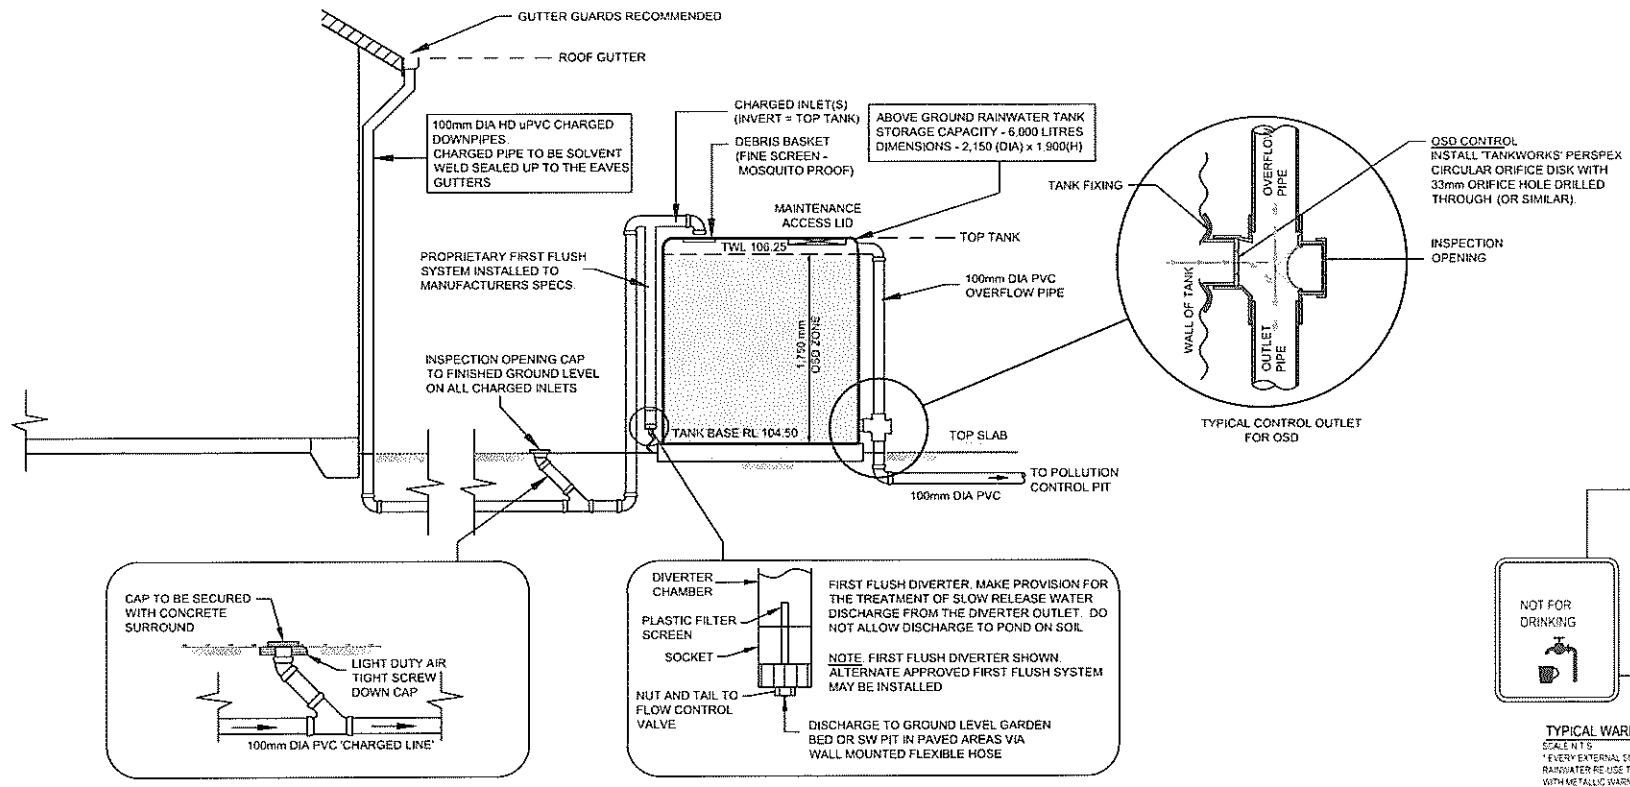 GUTTER GUARDS RECOMMENDED
ROOF GUTTER
100mm DIA HD uPVC CHARGED
DOWNPIPES.
CHARGED PIPE TO BE SOLVENT
WELD SEALED UP TO THE EAVES
GUTTERS
CHARGED INLET(S)
(INVERT = TOP TANK)
DEBRIS BASKET
(FINE SCREEN -
MOSQUITO PROOF)
ABOVE GROUND RAINWATER TANK
STORAGE CAPACITY - 6,000 LITRES
DIMENSIONS - 2,150 (DIA) x 1,900(H)
MAINTENANCE
ACCESS LID
TOP TANK
TWL 106.25
PROPRIETARY FIRST FLUSH
SYSTEM INSTALLED TO
MANUFACTURERS SPECS.
100mm DIA PVC
OVERFLOW PIPE
1,750 mm
OSD ZONE
INSPECTION OPENING CAP
TO FINISHED GROUND LEVEL
ON ALL CHARGED INLETS
TANK BASE RL 104.50
TOP SLAB
TO POLLUTION
CONTROL PIT
100mm DIA PVC
TANK FIXING
OVERFLOW
PIPE
WALL OF TANK
OUTLET
PIPE
OSD CONTROL
INSTALL 'TANKWORKS' PERSPEX
CIRCULAR ORIFICE DISK WITH
33mm ORIFICE HOLE DRILLED
THROUGH (OR SIMILAR).
INSPECTION
OPENING
TYPICAL CONTROL OUTLET
FOR OSD
CAP TO BE SECURED
WITH CONCRETE
SURROUND
LIGHT DUTY AIR
TIGHT SCREW
DOWN CAP
100mm DIA PVC 'CHARGED LINE'
DIVERTER
CHAMBER
PLASTIC FILTER
SCREEN
SOCKET
NUT AND TAIL TO
FLOW CONTROL
VALVE
FIRST FLUSH DIVERTER. MAKE PROVISION FOR
THE TREATMENT OF SLOW RELEASE WATER
DISCHARGE FROM THE DIVERTER OUTLET. DO
NOT ALLOW DISCHARGE TO POND ON SOIL
NOTE. FIRST FLUSH DIVERTER SHOWN.
ALTERNATE APPROVED FIRST FLUSH SYSTEM
MAY BE INSTALLED
DISCHARGE TO GROUND LEVEL GARDEN
BED OR SW PIT IN PAVED AREAS VIA
WALL MOUNTED FLEXIBLE HOSE
NOT FOR
DRINKING
TYPICAL WAR
SCALE N.T.S
* EVERY EXTERNAL
RAINWATER RE-USE
WITH METALLIC